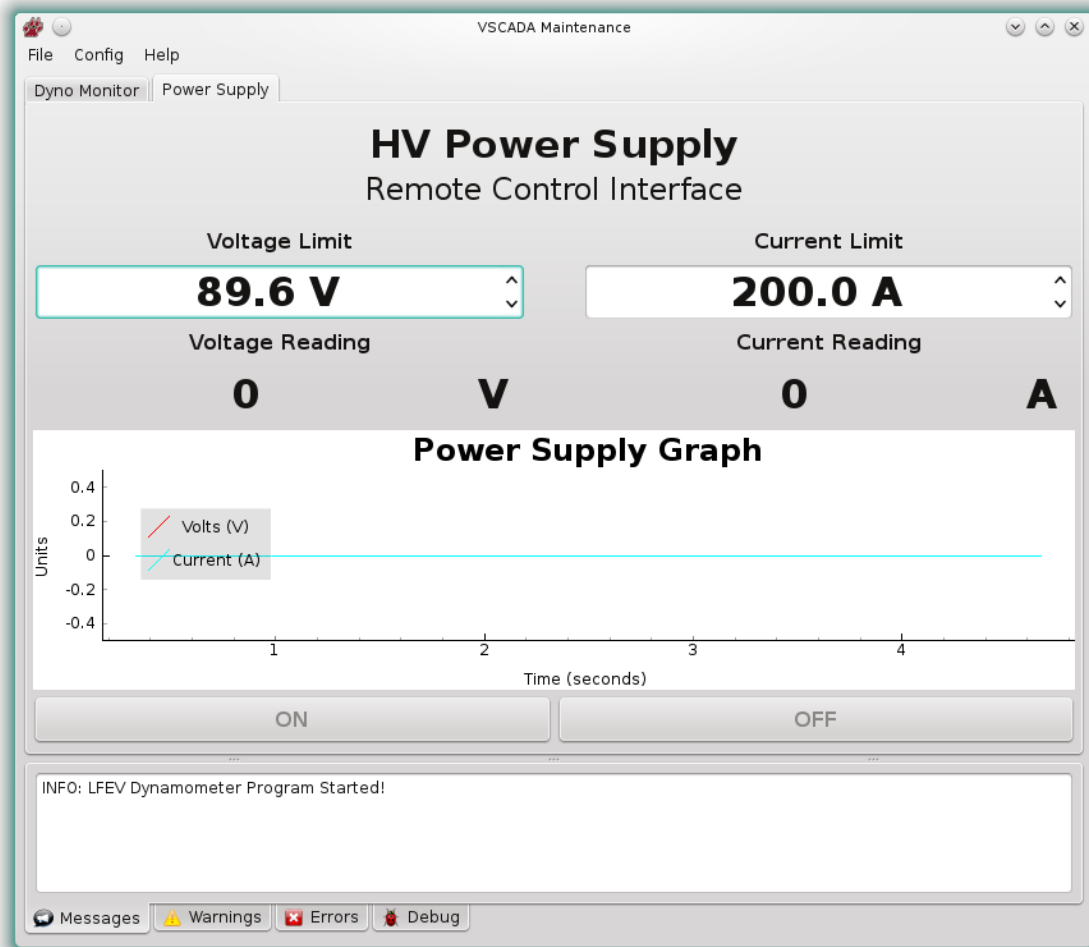 VSCADA Maintenance
File Config Help
Dyno Monitor Power Supply
HV Power Supply
Remote Control Interface
Voltage Limit Current Limit
89.6 V 200.0 A
Voltage Reading Current Reading
0 V 0 A
Power Supply Graph
0.4
0.2
0
-0.2
-0.4
Units
Volts (V)
Current (A)
1 2 3 4
Time (seconds)
ON OFF
INFO: LFEV Dynamometer Program Started!
Messages Warnings Errors Debug